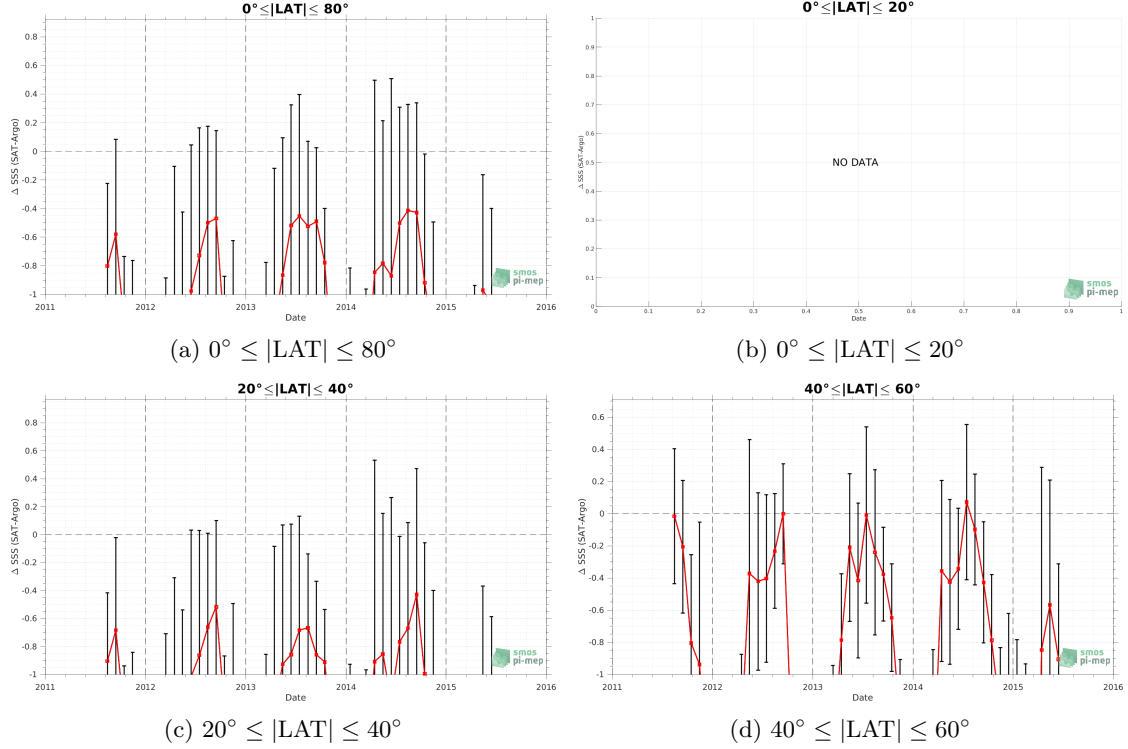 0°≤|LAT|≤ 80°
Δ SSS (SAT-Argo)
0.8
0.6
0.4
0.2
0
-0.2
-0.4
-0.6
-0.8
-1
2011 2012 2013 2014 2015 2016
Date
smos
pi-mep
(a) 0° ≤ |LAT| ≤ 80°
0°≤|LAT|≤ 20°
Δ SSS (SAT-Argo)
1
0.9
0.8
0.7
0.6
0.5
0.4
0.3
0.2
0.1
0
NO DATA
0 0.1 0.2 0.3 0.4 0.5 0.6 0.7 0.8 0.9 1
Date
smos
pi-mep
(b) 0° ≤ |LAT| ≤ 20°
20°≤|LAT|≤ 40°
Δ SSS (SAT-Argo)
0.8
0.6
0.4
0.2
0
-0.2
-0.4
-0.6
-0.8
-1
2011 2012 2013 2014 2015 2016
Date
smos
pi-mep
(c) 20° ≤ |LAT| ≤ 40°
40°≤|LAT|≤ 60°
Δ SSS (SAT-Argo)
0.6
0.4
0.2
0
-0.2
-0.4
-0.6
-0.8
-1
2011 2012 2013 2014 2015 2016
Date
smos
pi-mep
(d) 40° ≤ |LAT| ≤ 60°